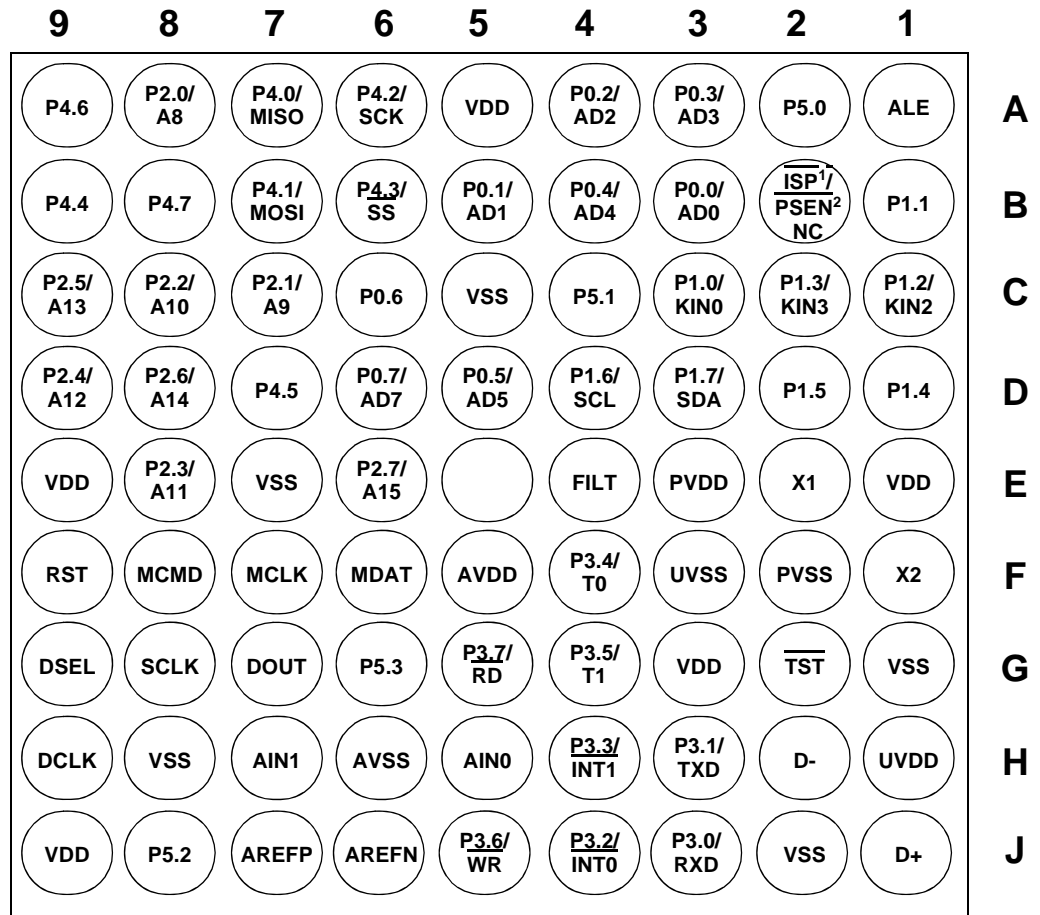 9 8 7 6 5 4 3 2 1
P4.6 P2.0/ A8 P4.0/ MISO P4.2/ SCK VDD P0.2/ AD2 P0.3/ AD3 P5.0 ALE A
P4.4 P4.7 P4.1/ MOSI P4.3/ SS P0.1/ AD1 P0.4/ AD4 P0.0/ AD0 ISP1/ PSEN2 NC P1.1 B
P2.5/ A13 P2.2/ A10 P2.1/ A9 P0.6 VSS P5.1 P1.0/ KIN0 P1.3/ KIN3 P1.2/ KIN2 C
P2.4/ A12 P2.6/ A14 P4.5 P0.7/ AD7 P0.5/ AD5 P1.6/ SCL P1.7/ SDA P1.5 P1.4 D
VDD P2.3/ A11 VSS P2.7/ A15 FILT PVDD X1 VDD E
RST MCMD MCLK MDAT AVDD P3.4/ T0 UVSS PVSS X2 F
DSEL SCLK DOUT P5.3 P3.7/ RD P3.5/ T1 VDD TST VSS G
DCLK VSS AIN1 AVSS AIN0 P3.3/ INT1 P3.1/ TXD D- UVDD H
VDD P5.2 AREFP AREFN P3.6/ WR P3.2/ INT0 P3.0/ RXD VSS D+ J